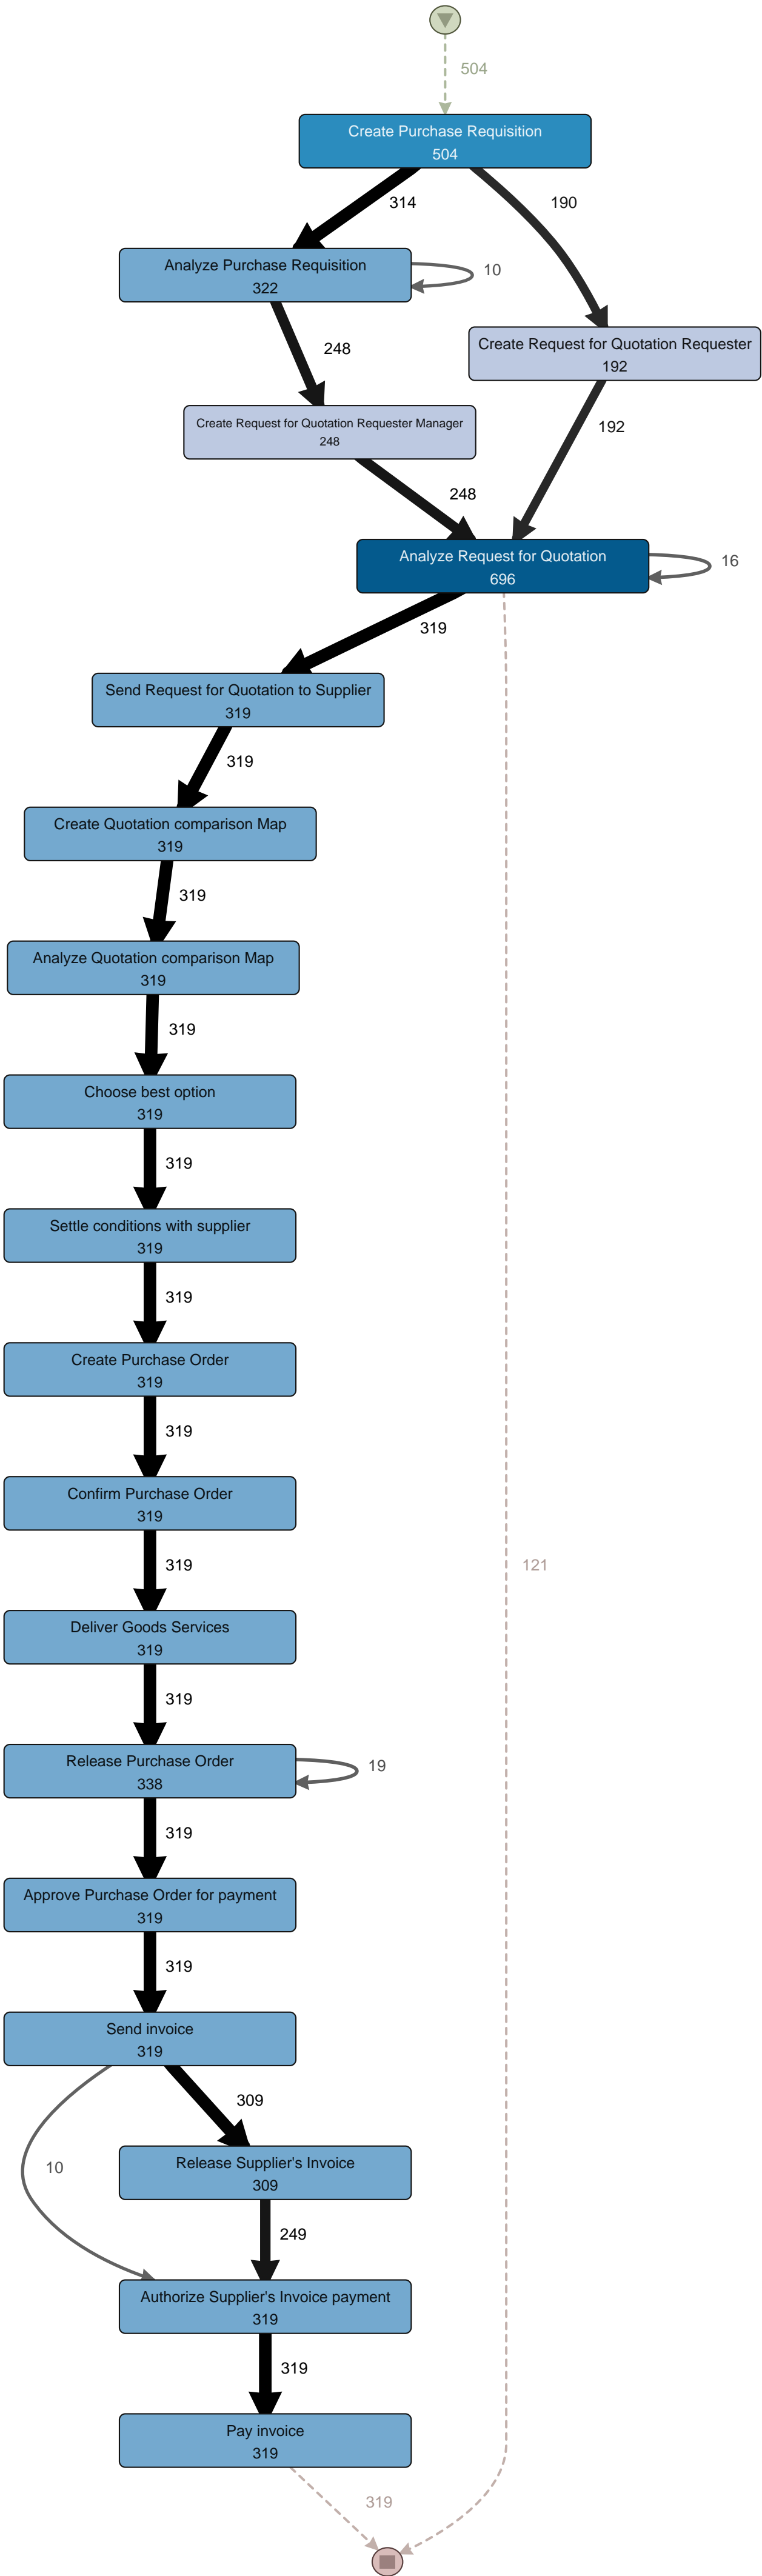 504
Create Purchase Requisition
504
314
190
Analyze Purchase Requisition
322
10
248
Create Request for Quotation Requester
192
Create Request for Quotation Requester Manager
248
192
248
Analyze Request for Quotation
696
16
319
Send Request for Quotation to Supplier
319
319
Create Quotation comparison Map
319
319
Analyze Quotation comparison Map
319
319
Choose best option
319
319
Settle conditions with supplier
319
319
Create Purchase Order
319
319
Confirm Purchase Order
319
319
121
Deliver Goods Services
319
319
Release Purchase Order
338
19
319
Approve Purchase Order for payment
319
319
Send invoice
319
309
10
Release Supplier's Invoice
309
249
Authorize Supplier's Invoice payment
319
319
Pay invoice
319
319